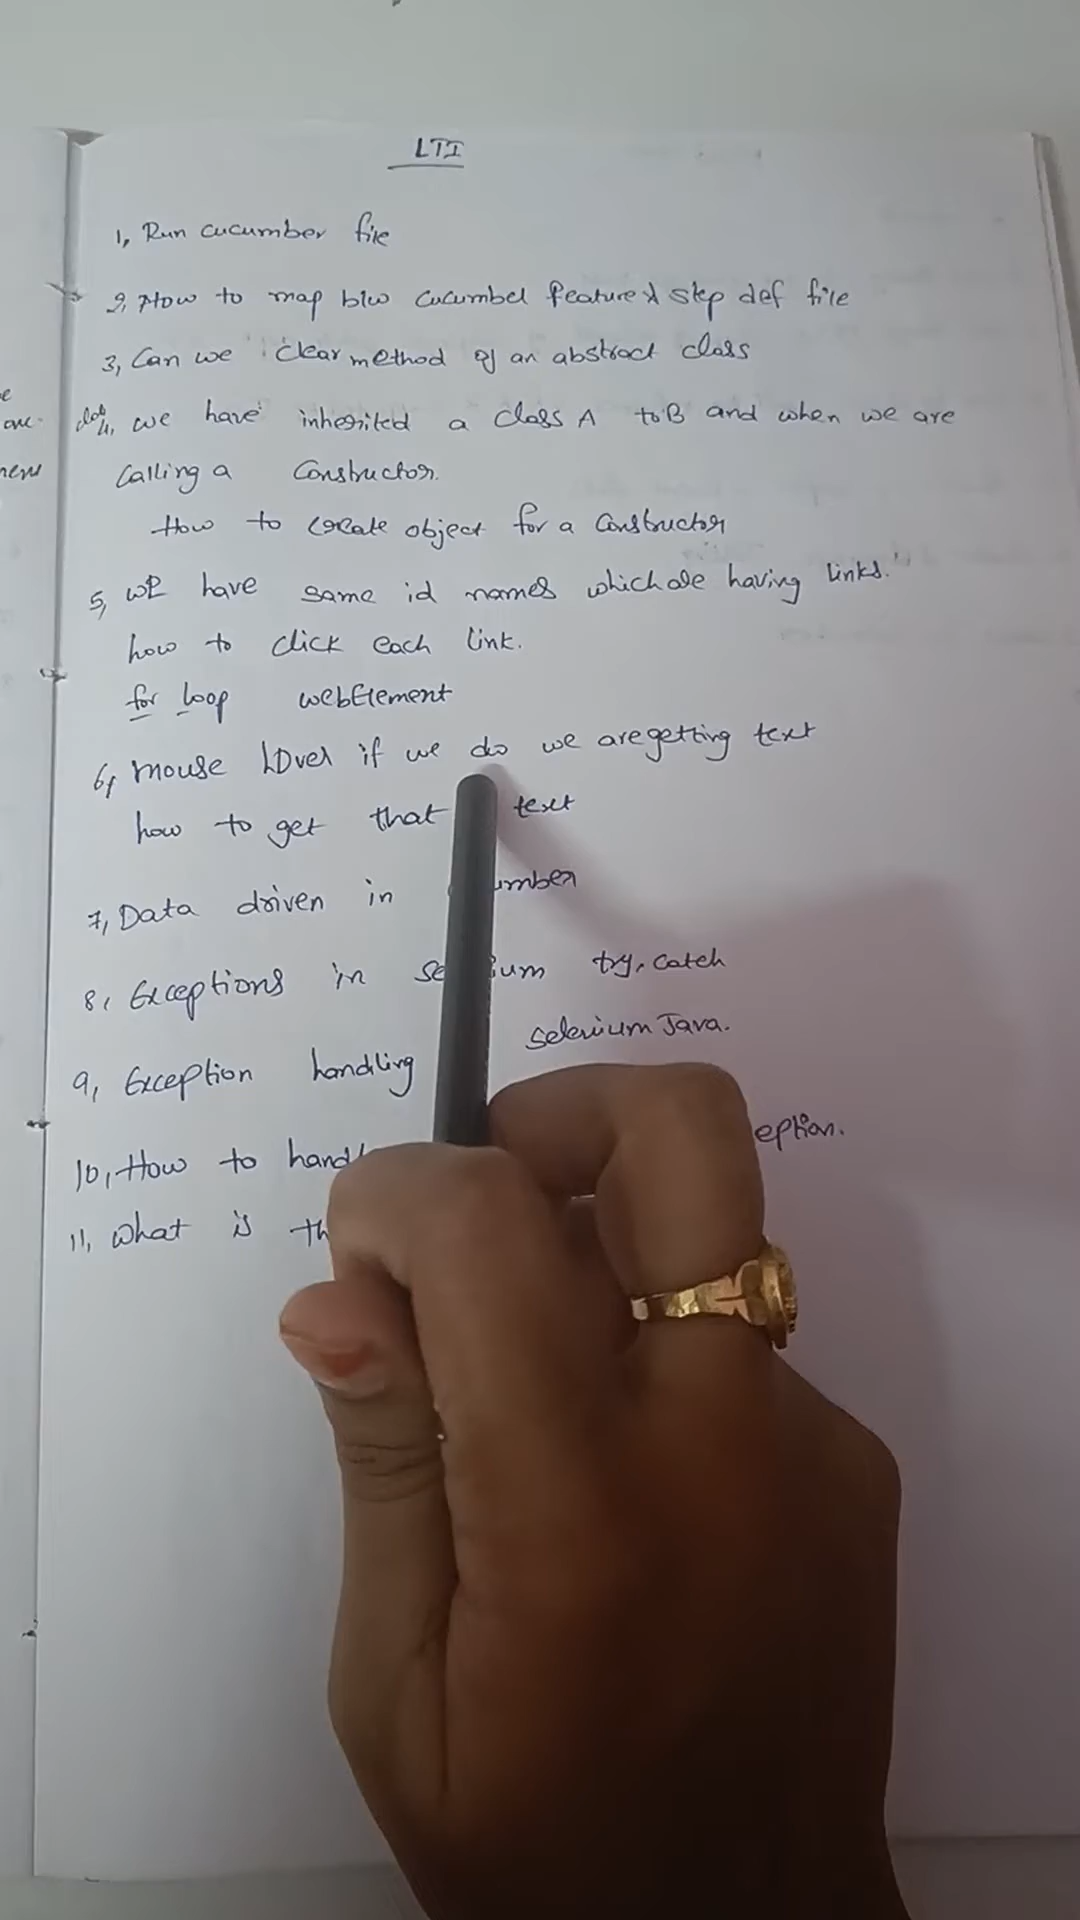 LTI
1, Run cucumber file
2, How to map b/w cucumber feature & step def file
3, Can we clear method of an abstract class
4, we have inherited a class A to B and when we are
calling a constructor.
How to create object for a constructor
5, we have same id names which are having links.
how to click each link.
for loop webElement
6, mouse hover if we do we are getting text
how to get that text
7, Data driven in umber
8, Exceptions in se ium try, catch
9, Exception handling selenium Java.
10, How to handl eption.
11, what is th